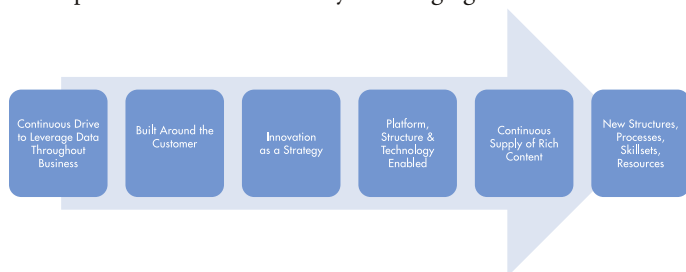 Continuous Drive
to Leverage Data
Throughout
Business
Built Around the
Customer
Innovation
as a Strategy
Platform,
Structure &
Technology
Enabled
Continuous
Supply of Rich
Content
New Structures,
Processes,
Skillsets,
Resources